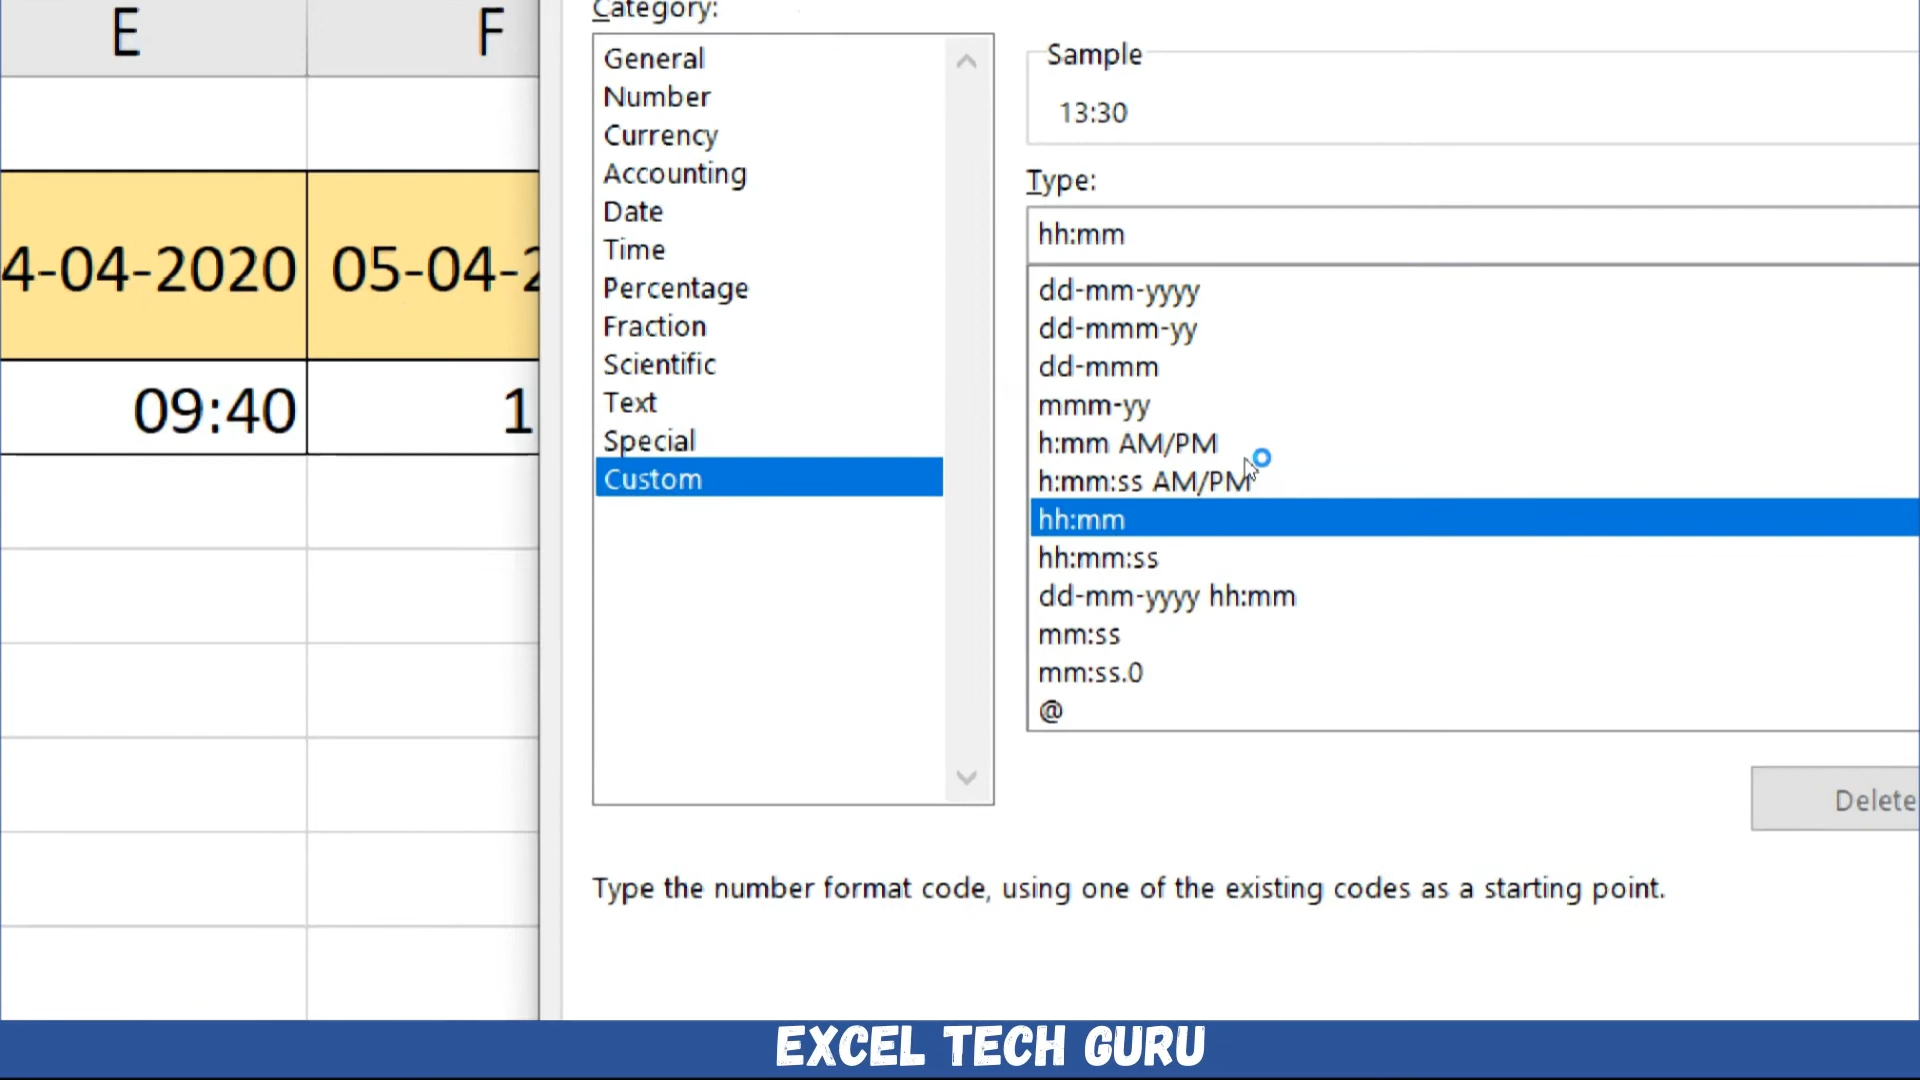 E
F
4-04-2020
05-04-2
09:40
1
Category:
General
Number
Currency
Accounting
Date
Time
Percentage
Fraction
Scientific
Text
Special
Custom
Sample
13:30
Type:
hh:mm
dd-mm-yyyy
dd-mmm-yy
dd-mmm
mmm-yy
h:mm AM/PM
h:mm:ss AM/PM
hh:mm
hh:mm:ss
dd-mm-yyyy hh:mm
mm:ss
mm:ss.0
@
Delete
Type the number format code, using one of the existing codes as a starting point.
EXCEL TECH GURU